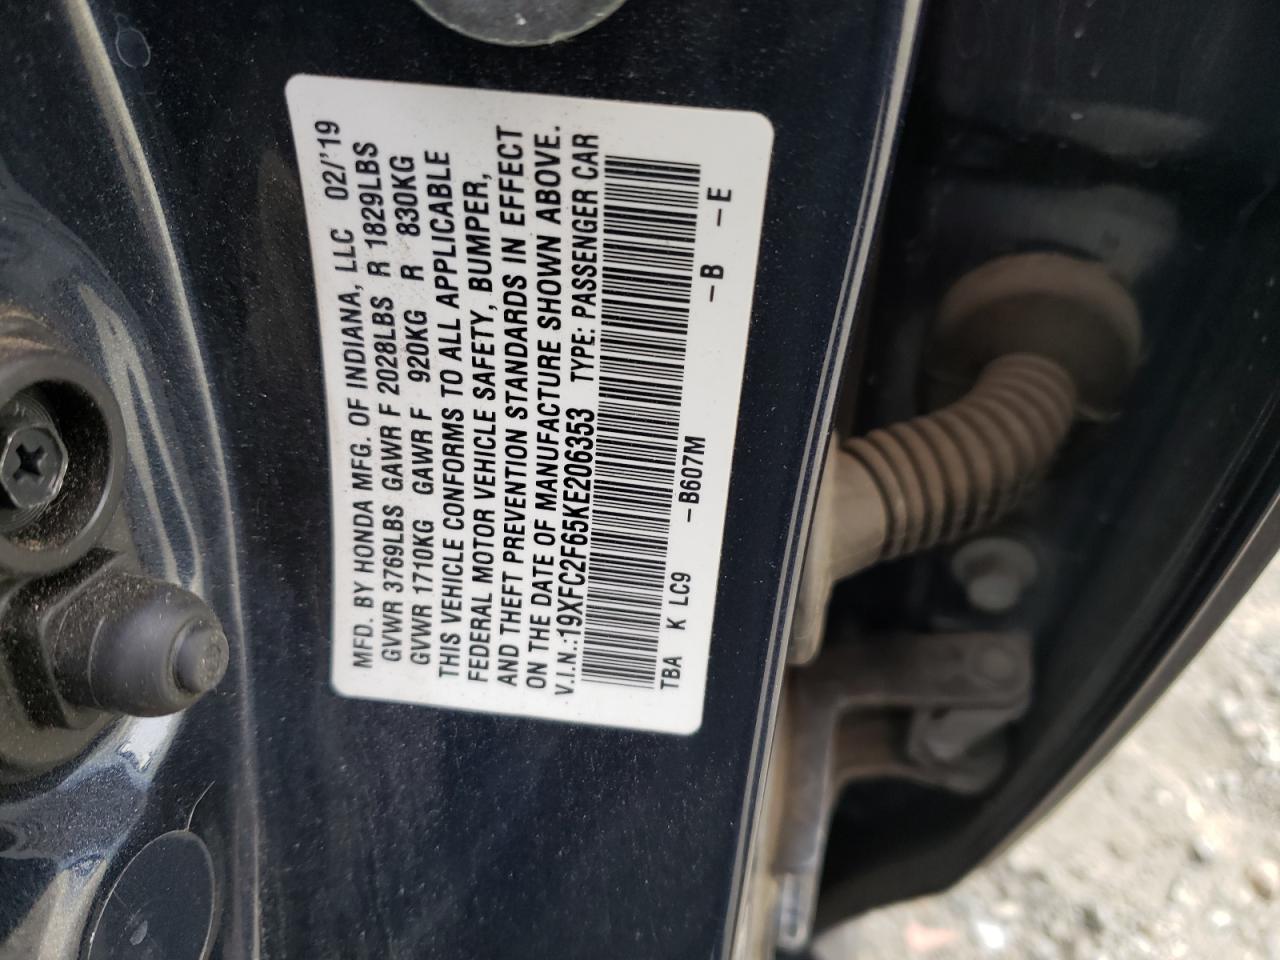 MFD. BY HONDA MFG. OF INDIANA, LLC 02/'19
GVWR 3769LBS GAWR F 2028LBS R 1829LBS
GVWR 1710KG GAWR F 920KG R 830KG
THIS VEHICLE CONFORMS TO ALL APPLICABLE
FEDERAL MOTOR VEHICLE SAFETY, BUMPER,
AND THEFT PREVENTION STANDARDS IN EFFECT
ON THE DATE OF MANUFACTURE SHOWN ABOVE.
V.I.N.:19XFC2F65KE206353 TYPE: PASSENGER CAR
TBA K LC9 -B607M -B -E